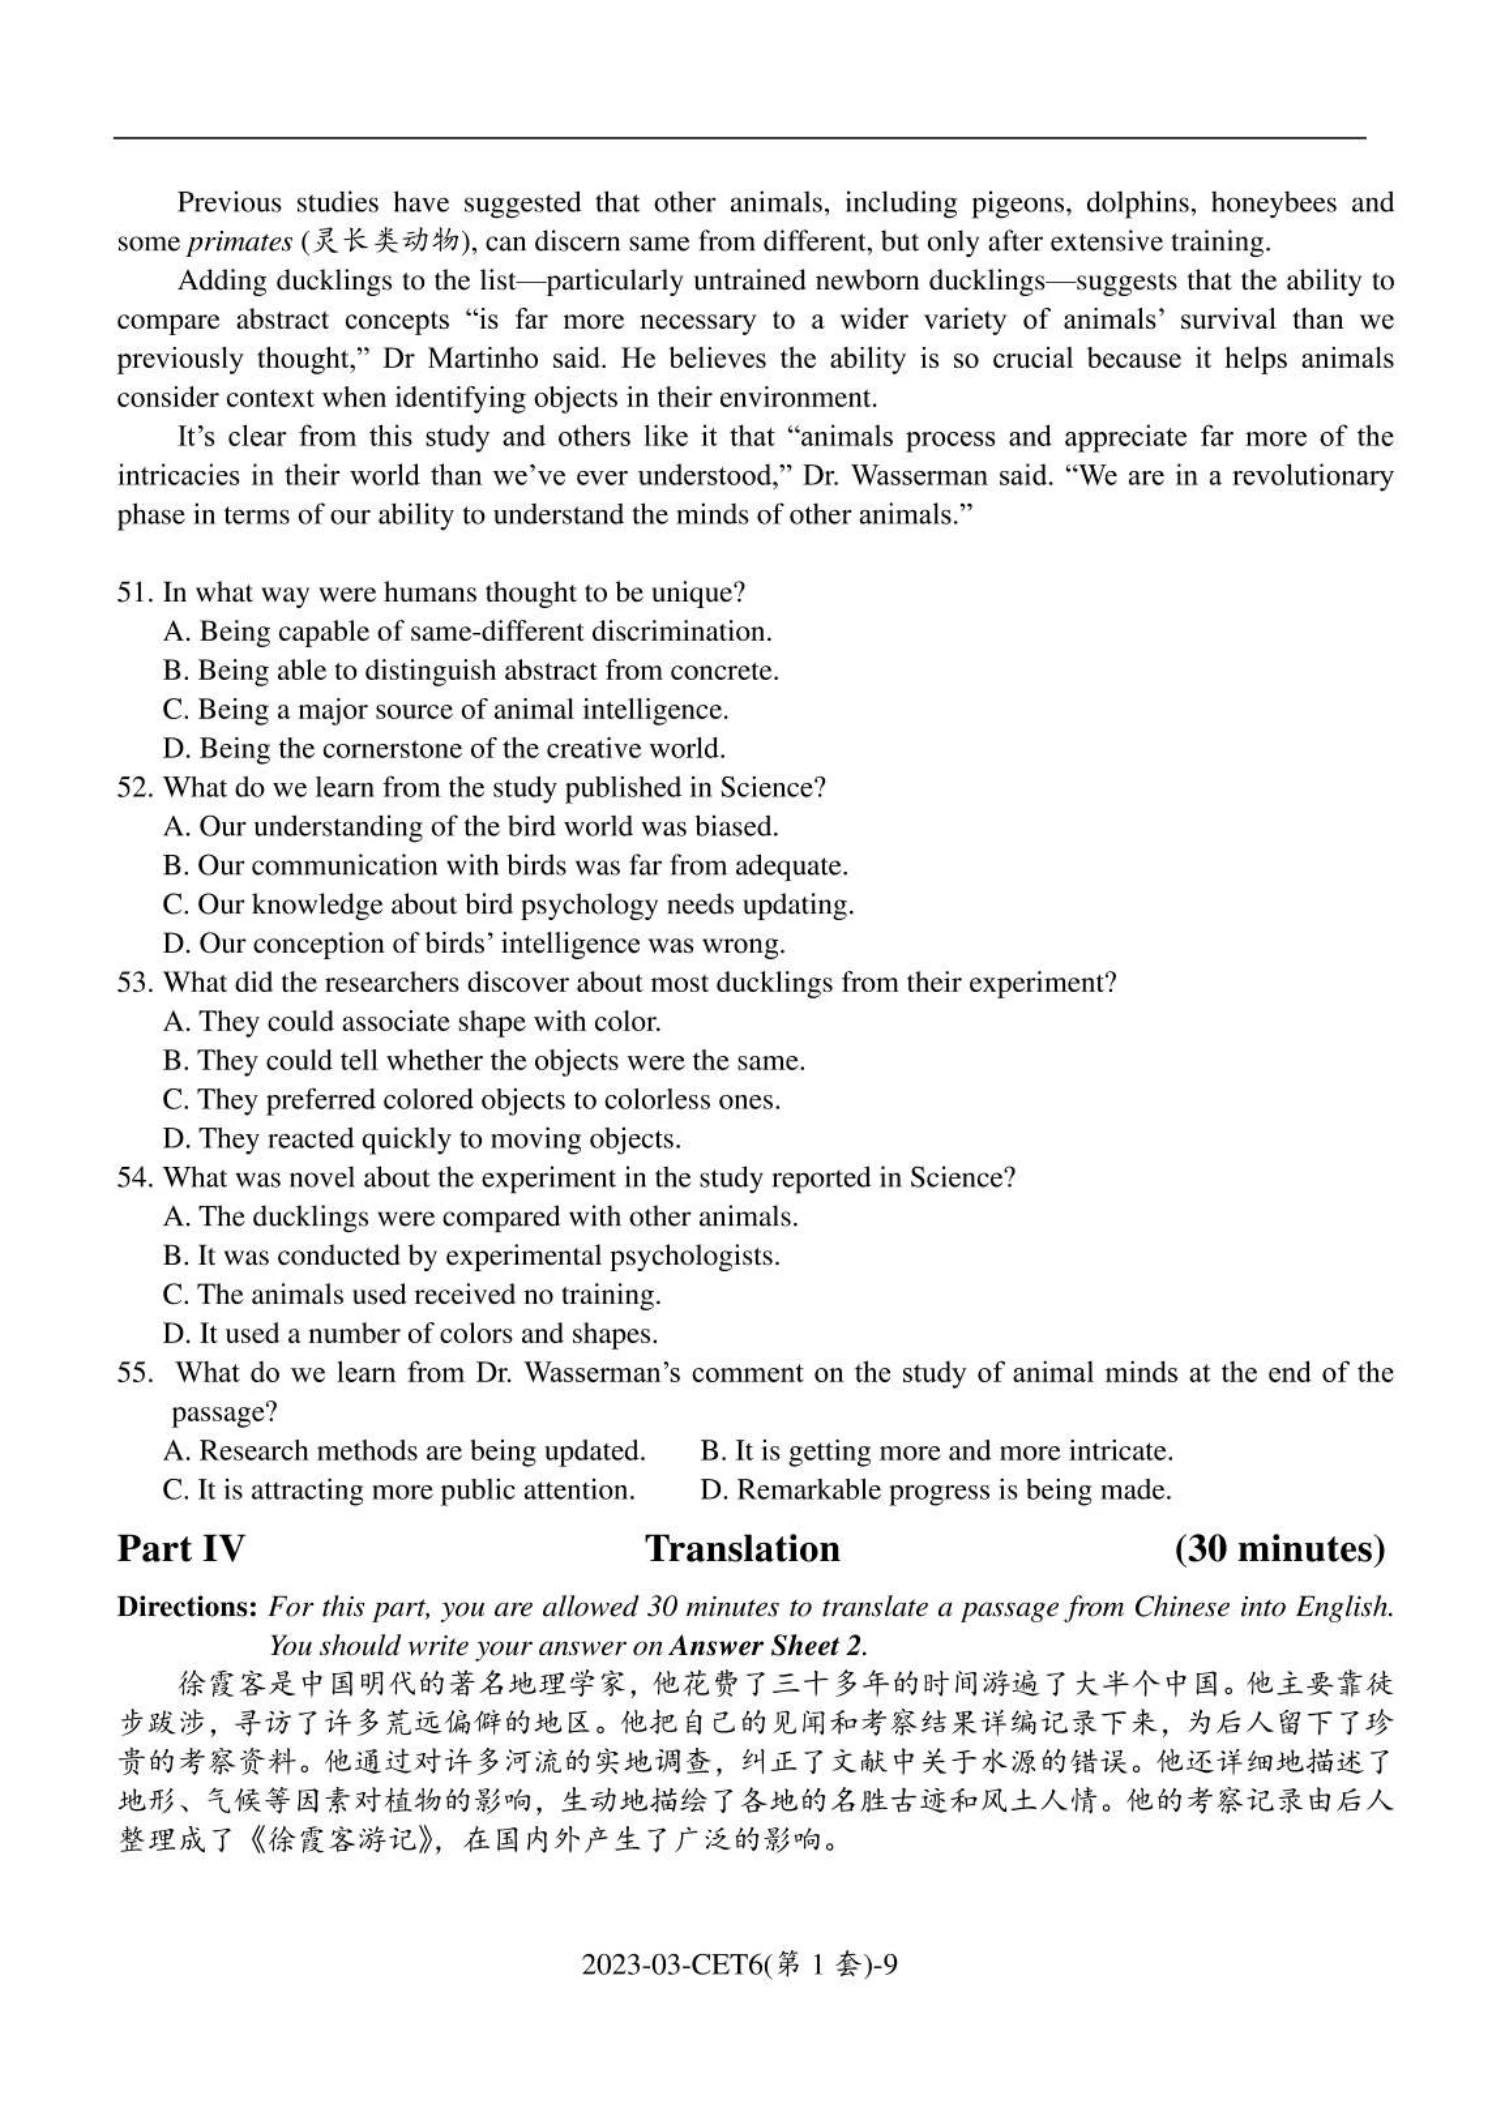 Previous studies have suggested that other animals, including pigeons, dolphins, honeybees and
some primates (灵长类动物), can discern same from different, but only after extensive training.
Adding ducklings to the list—particularly untrained newborn ducklings—suggests that the ability to
compare abstract concepts “is far more necessary to a wider variety of animals’ survival than we
previously thought,” Dr Martinho said. He believes the ability is so crucial because it helps animals
consider context when identifying objects in their environment.
It’s clear from this study and others like it that “animals process and appreciate far more of the
intricacies in their world than we’ve ever understood,” Dr. Wasserman said. “We are in a revolutionary
phase in terms of our ability to understand the minds of other animals.”
51. In what way were humans thought to be unique?
A. Being capable of same-different discrimination.
B. Being able to distinguish abstract from concrete.
C. Being a major source of animal intelligence.
D. Being the cornerstone of the creative world.
52. What do we learn from the study published in Science?
A. Our understanding of the bird world was biased.
B. Our communication with birds was far from adequate.
C. Our knowledge about bird psychology needs updating.
D. Our conception of birds’ intelligence was wrong.
53. What did the researchers discover about most ducklings from their experiment?
A. They could associate shape with color.
B. They could tell whether the objects were the same.
C. They preferred colored objects to colorless ones.
D. They reacted quickly to moving objects.
54. What was novel about the experiment in the study reported in Science?
A. The ducklings were compared with other animals.
B. It was conducted by experimental psychologists.
C. The animals used received no training.
D. It used a number of colors and shapes.
55. What do we learn from Dr. Wasserman’s comment on the study of animal minds at the end of the
passage?
A. Research methods are being updated. B. It is getting more and more intricate.
C. It is attracting more public attention. D. Remarkable progress is being made.
Part IV Translation (30 minutes)
Directions: For this part, you are allowed 30 minutes to translate a passage from Chinese into English.
You should write your answer on Answer Sheet 2.
徐霞客是中国明代的著名地理学家，他花费了三十多年的时间游遍了大半个中国。他主要靠徒
步跋涉，寻访了许多荒远偏僻的地区。他把自己的见闻和考察结果详编记录下来，为后人留下了珍
贵的考察资料。他通过对许多河流的实地调查，纠正了文献中关于水源的错误。他还详细地描述了
地形、气候等因素对植物的影响，生动地描绘了各地的名胜古迹和风土人情。他的考察记录由后人
整理成了《徐霞客游记》，在国内外产生了广泛的影响。
2023-03-CET6(第 1 套)-9